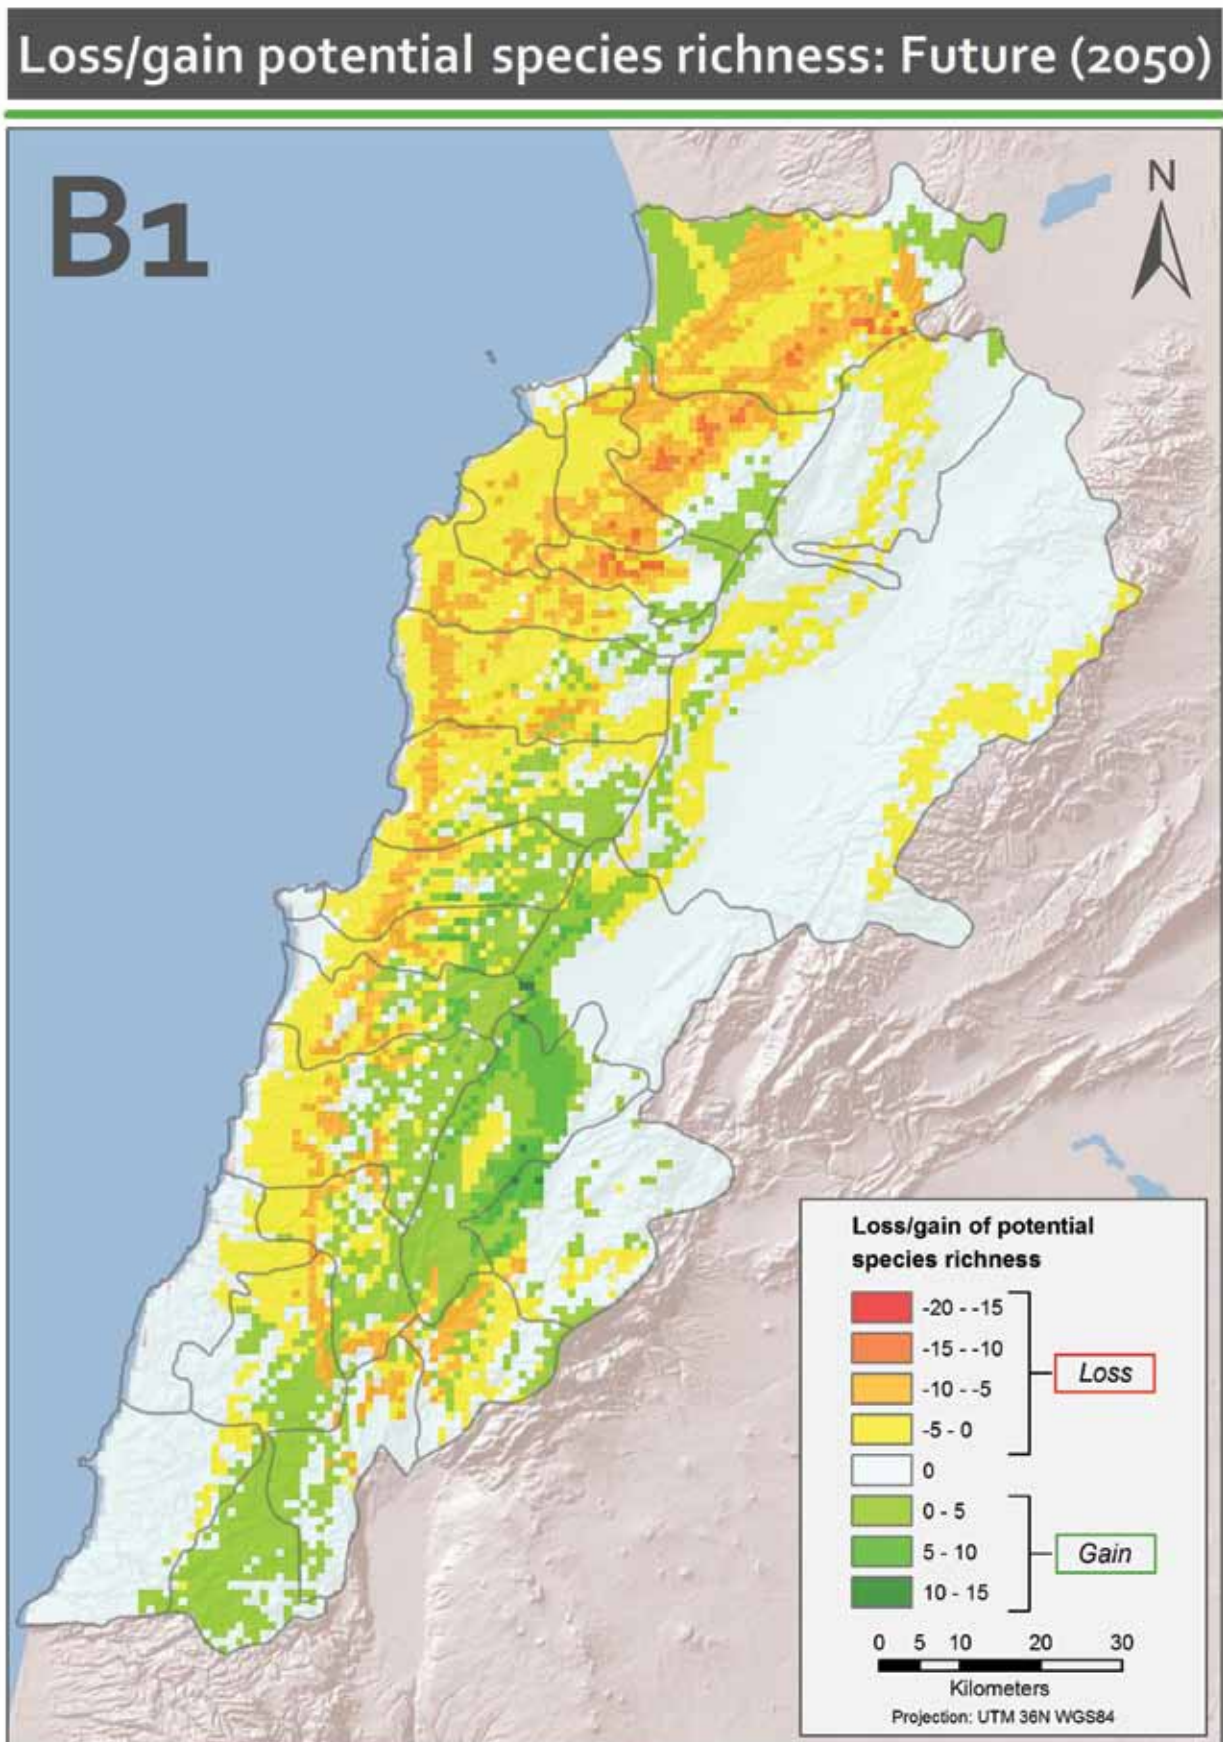 Loss/gain potential species richness: Future (2050)
B1
N
Loss/gain of potential
species richness
-20 - -15
-15 - -10
-10 - -5
-5 - 0
0
0 - 5
5 - 10
10 - 15
Loss
Gain
0 5 10 20 30
Kilometers
Projection: UTM 36N WGS84